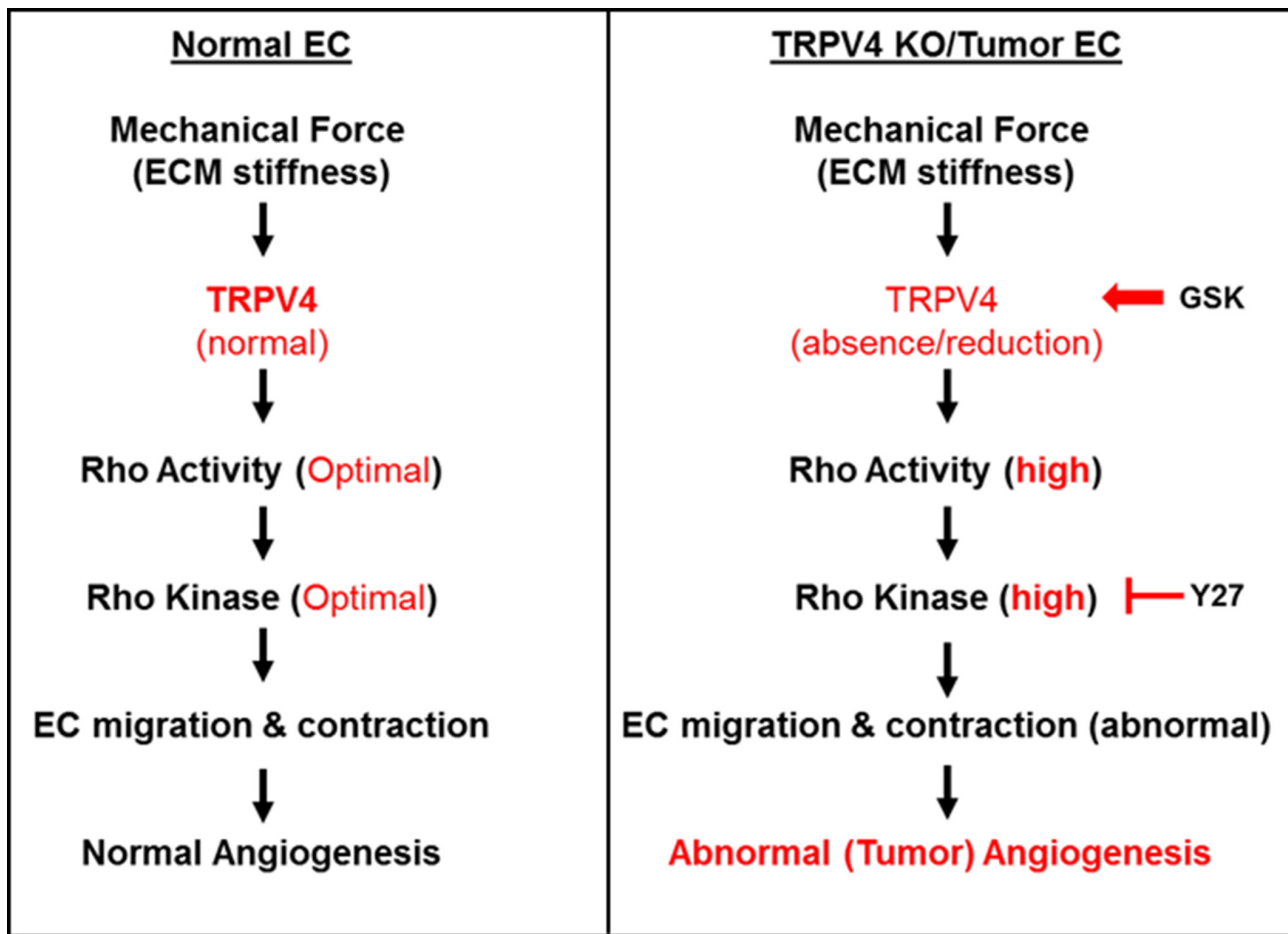 Normal EC
Mechanical Force
(ECM stiffness)
TRPV4
(normal)
Rho Activity (Optimal)
Rho Kinase (Optimal)
EC migration & contraction
Normal Angiogenesis
TRPV4 KO/Tumor EC
Mechanical Force
(ECM stiffness)
TRPV4
(absence/reduction)
GSK
Rho Activity (high)
Rho Kinase (high)
Y27
EC migration & contraction (abnormal)
Abnormal (Tumor) Angiogenesis